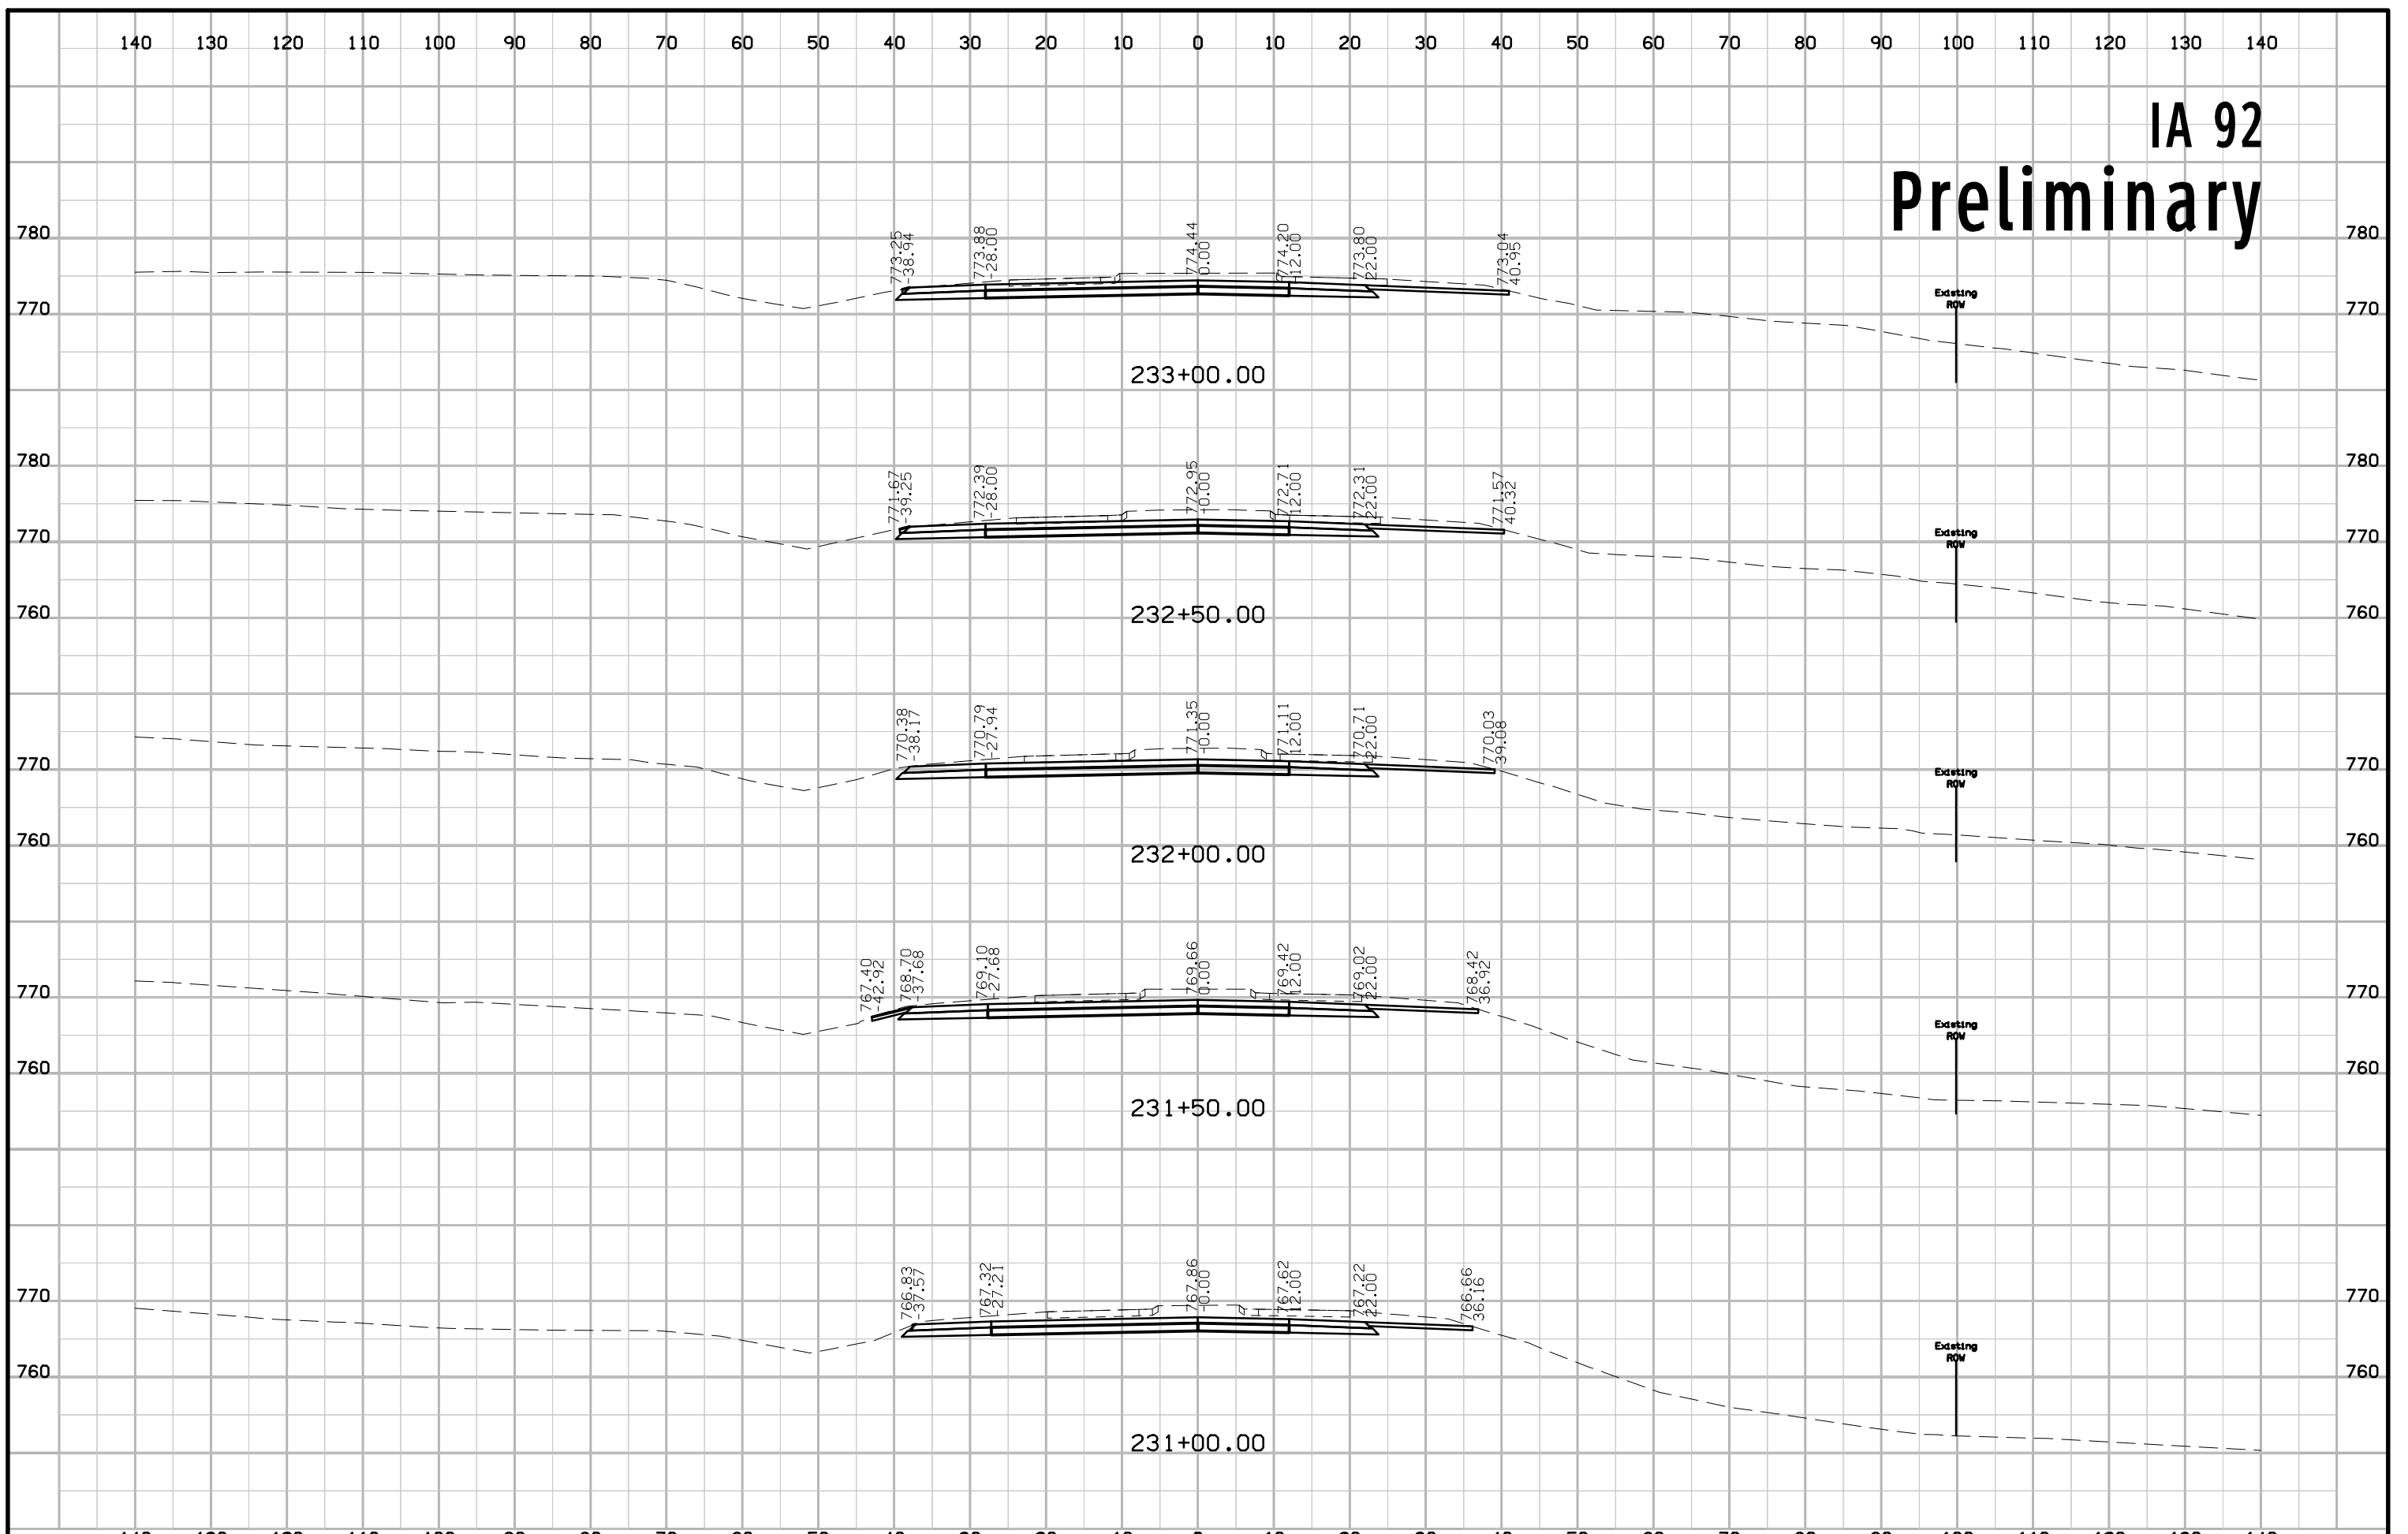 140 130 120 110 100 90 80 70 60 50 40 30 20 10 0 10 20 30 40 50 60 70 80 90 100 110 120 130 140
IA 92
Preliminary
780 780
773.25 773.88 774.44 774.20 773.80 773.04
-38.94 -28.00 -0.00 12.00 22.00 40.95
770 770
Existing
ROW
233+00.00
780 780
771.67 772.39 772.95 772.71 772.31 771.57
-39.25 -28.00 -0.00 12.00 22.00 40.32
770 770
Existing
ROW
760 760
232+50.00
770.38 770.79 771.35 771.11 770.71 770.03
-38.17 -27.94 -0.00 12.00 22.00 39.08
770 770
Existing
ROW
760 760
232+00.00
767.40 768.70 769.10 769.66 769.42 769.02 768.42
-42.92 -37.68 -27.68 0.00 12.00 22.00 36.92
770 770
Existing
ROW
760 760
231+50.00
766.83 767.32 767.86 767.62 767.22 766.66
-37.57 -27.21 -0.00 12.00 22.00 36.16
770 770
Existing
ROW
760 760
231+00.00